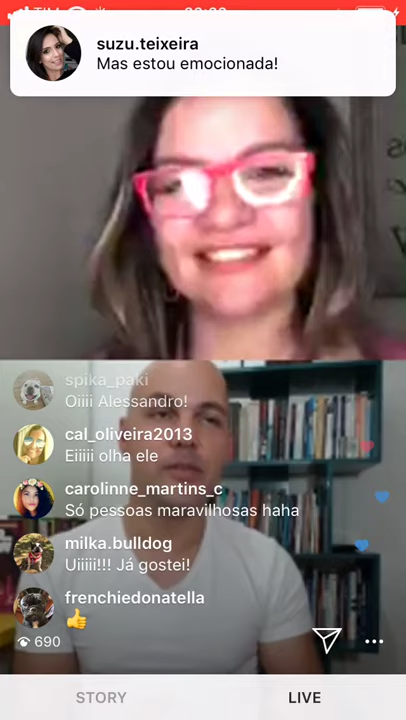 TIM
suzu.teixeira
Mas estou emocionada!
spika_paki
Oiiii Alessandro!
cal_oliveira2013
Eiiiii olha ele
carolinne_martins_c
Só pessoas maravilhosas haha
milka.bulldog
Uiiiii!!! Já gostei!
frenchiedonatella
👍
690
STORY
LIVE